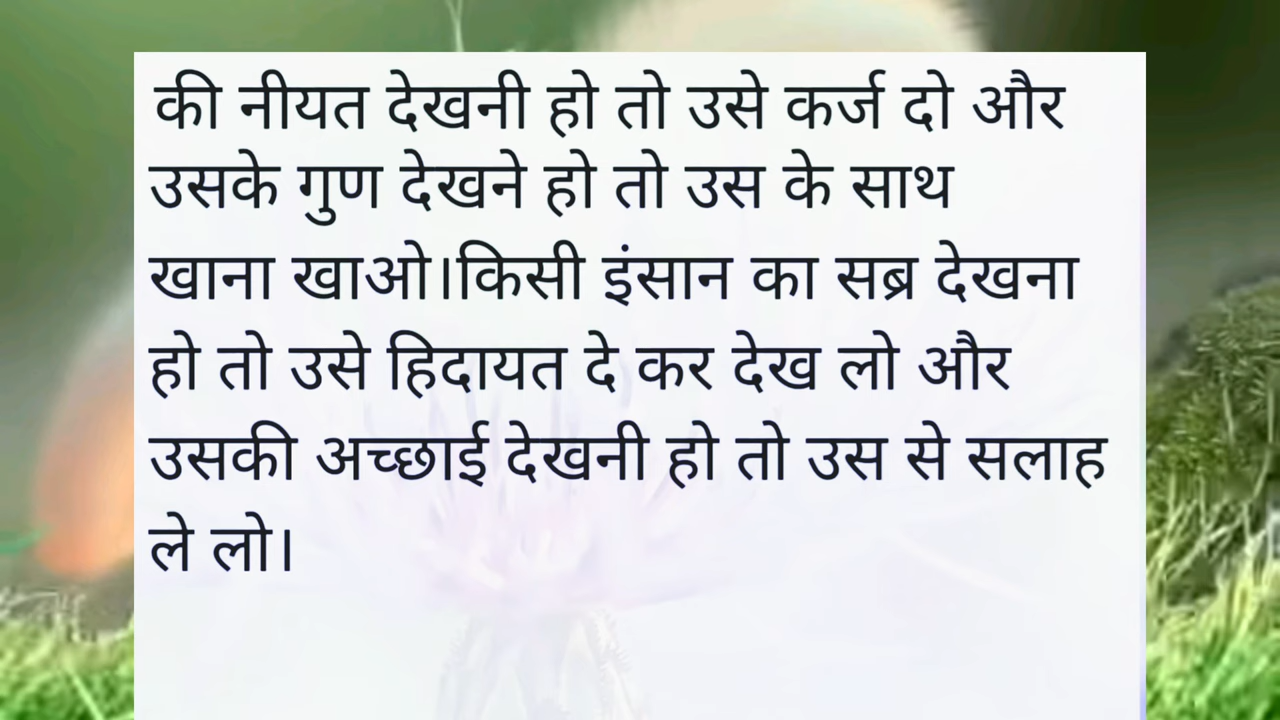 की नीयत देखनी हो तो उसे कर्ज दो और
उसके गुण देखने हो तो उस के साथ
खाना खाओ।किसी इंसान का सब्र देखना
हो तो उसे हिदायत दे कर देख लो और
उसकी अच्छाई देखनी हो तो उस से सलाह
ले लो।